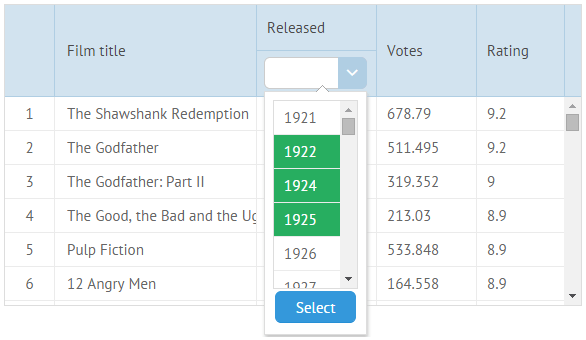 Film title Released Votes Rating
1 The Shawshank Redemption 678.79 9.2
2 The Godfather 511.495 9.2
3 The Godfather: Part II 319.352 9
4 The Good, the Bad and the Ug 213.03 8.9
5 Pulp Fiction 533.848 8.9
6 12 Angry Men 164.558 8.9
1921
1922
1924
1925
1926
1927
Select